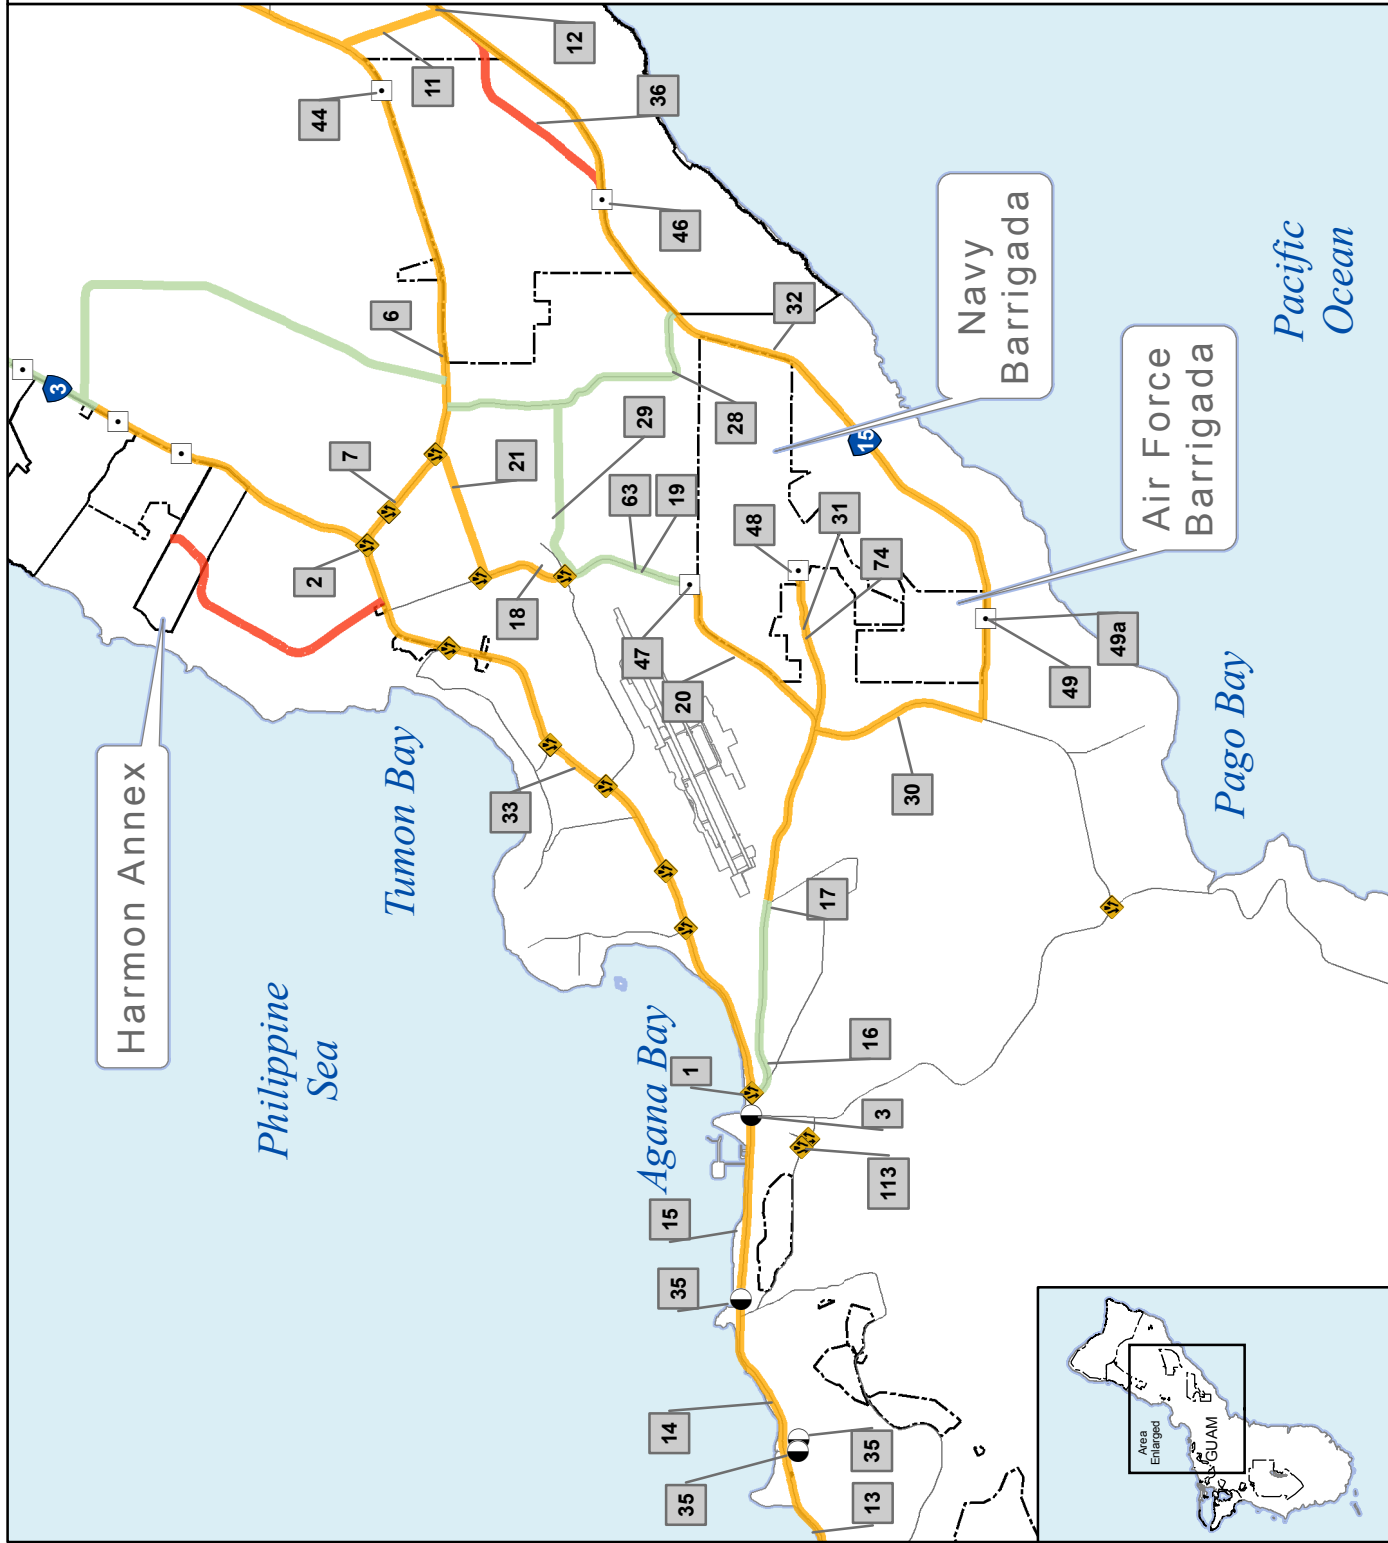 3
Harmon Annex
Philippine
Sea
2
44
7
6
Tumon Bay
11
33
18
21
12
63
47
29
Agana Bay
36
14
15
35
46
20
19
35
1
28
48
32
17
31
13
15
35
16
3
74
113
30
Navy
Barrigada
49
49a
Area
Enlarged
Air Force
Barrigada
GUAM
Pago Bay
Pacific
Ocean